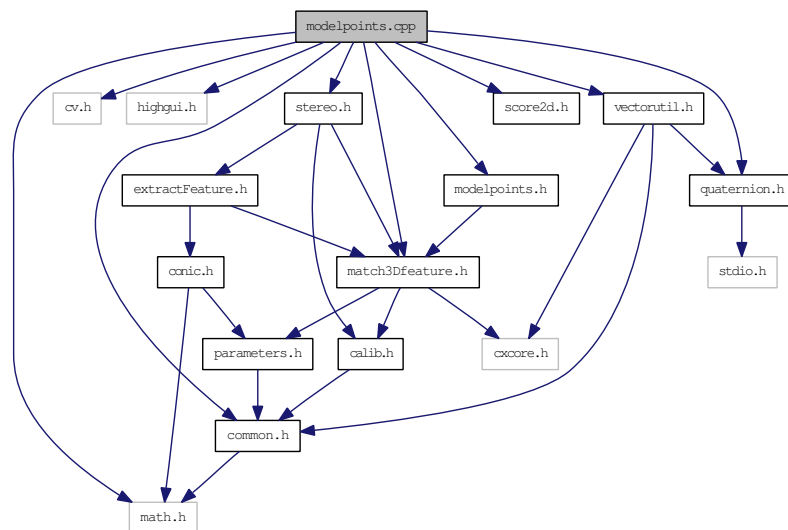 modelpoints.cpp
cv.h
highgui.h
stereo.h
score2d.h
vectorutil.h
extractFeature.h
modelpoints.h
quaternion.h
conic.h
match3Dfeature.h
stdio.h
parameters.h
calib.h
cxcore.h
common.h
math.h